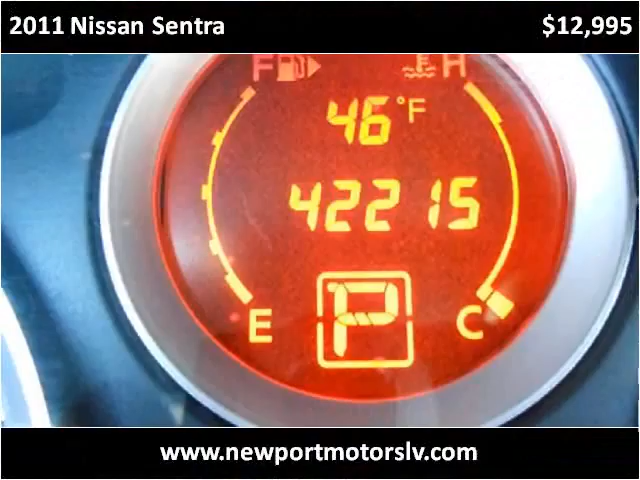 2011 Nissan Sentra $12,995
F H
46°F
42215
E P C
www.newportmotorslv.com